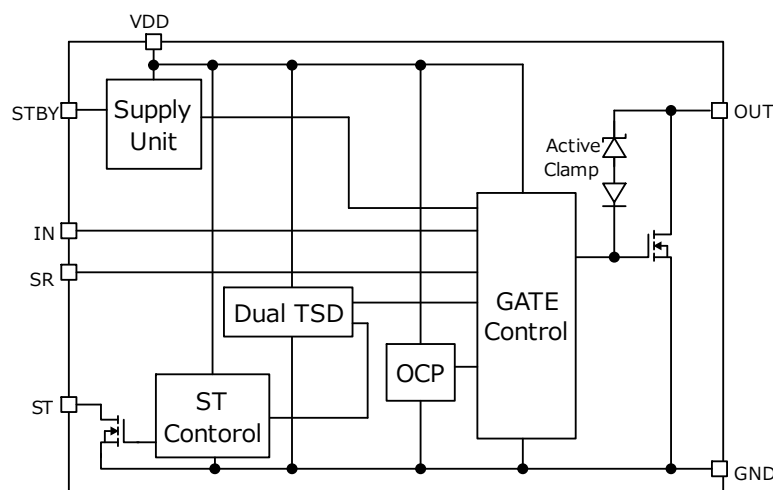 VDD
STBY
Supply
Unit
OUT
Active
Clamp
IN
SR
Dual TSD
GATE
Control
OCP
ST
ST
Contorol
GND